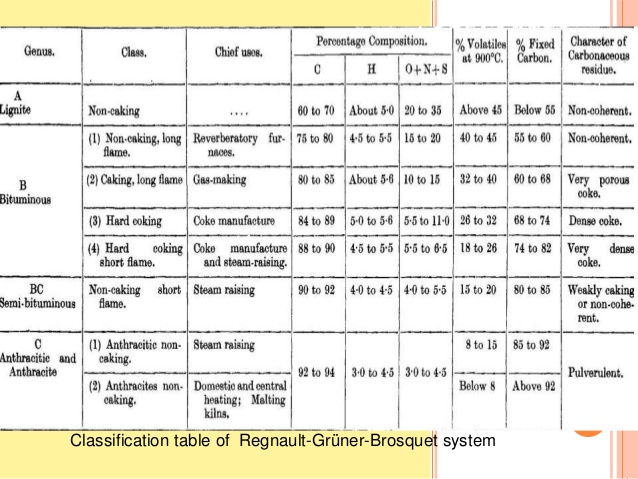 Genus. Class. Chief uses. Percentage Composition. % Volatiles at 900°C. % Fixed Carbon. Character of Carbonaceous residue.
C H O+N+S
A Lignite Non-caking .... 60 to 70 About 5·0 20 to 35 Above 45 Below 55 Non-coherent.
B Bituminous (1) Non-caking, long flame. Reverberatory fur-naces. 75 to 80 4·5 to 5·5 15 to 20 40 to 45 55 to 60 Non-coherent.
(2) Caking, long flame Gas-making 80 to 85 About 5·6 10 to 15 32 to 40 60 to 68 Very porous coke.
(3) Hard coking Coke manufacture 84 to 89 5·0 to 5·6 5·5 to 11·0 26 to 32 68 to 74 Dense coke.
(4) Hard coking short flame. Coke manufacture and steam-raising. 88 to 90 4·5 to 5·5 5·5 to 6·5 18 to 26 74 to 82 Very dense coke.
BC Semi-bituminous Non-caking short flame. Steam raising 90 to 92 4·0 to 4·5 4·0 to 5·5 15 to 20 80 to 85 Weakly caking or non-cohe-rent.
C Anthracitic and Anthracite (1) Anthracitic non-caking. Steam raising 92 to 94 3·0 to 4·5 3·0 to 4·5 8 to 15 85 to 92 Pulverulent.
(2) Anthracites non-caking. Domestic and central heating; Malting kilns. Below 8 Above 92
Classification table of Regnault-Grüner-Brosquet system